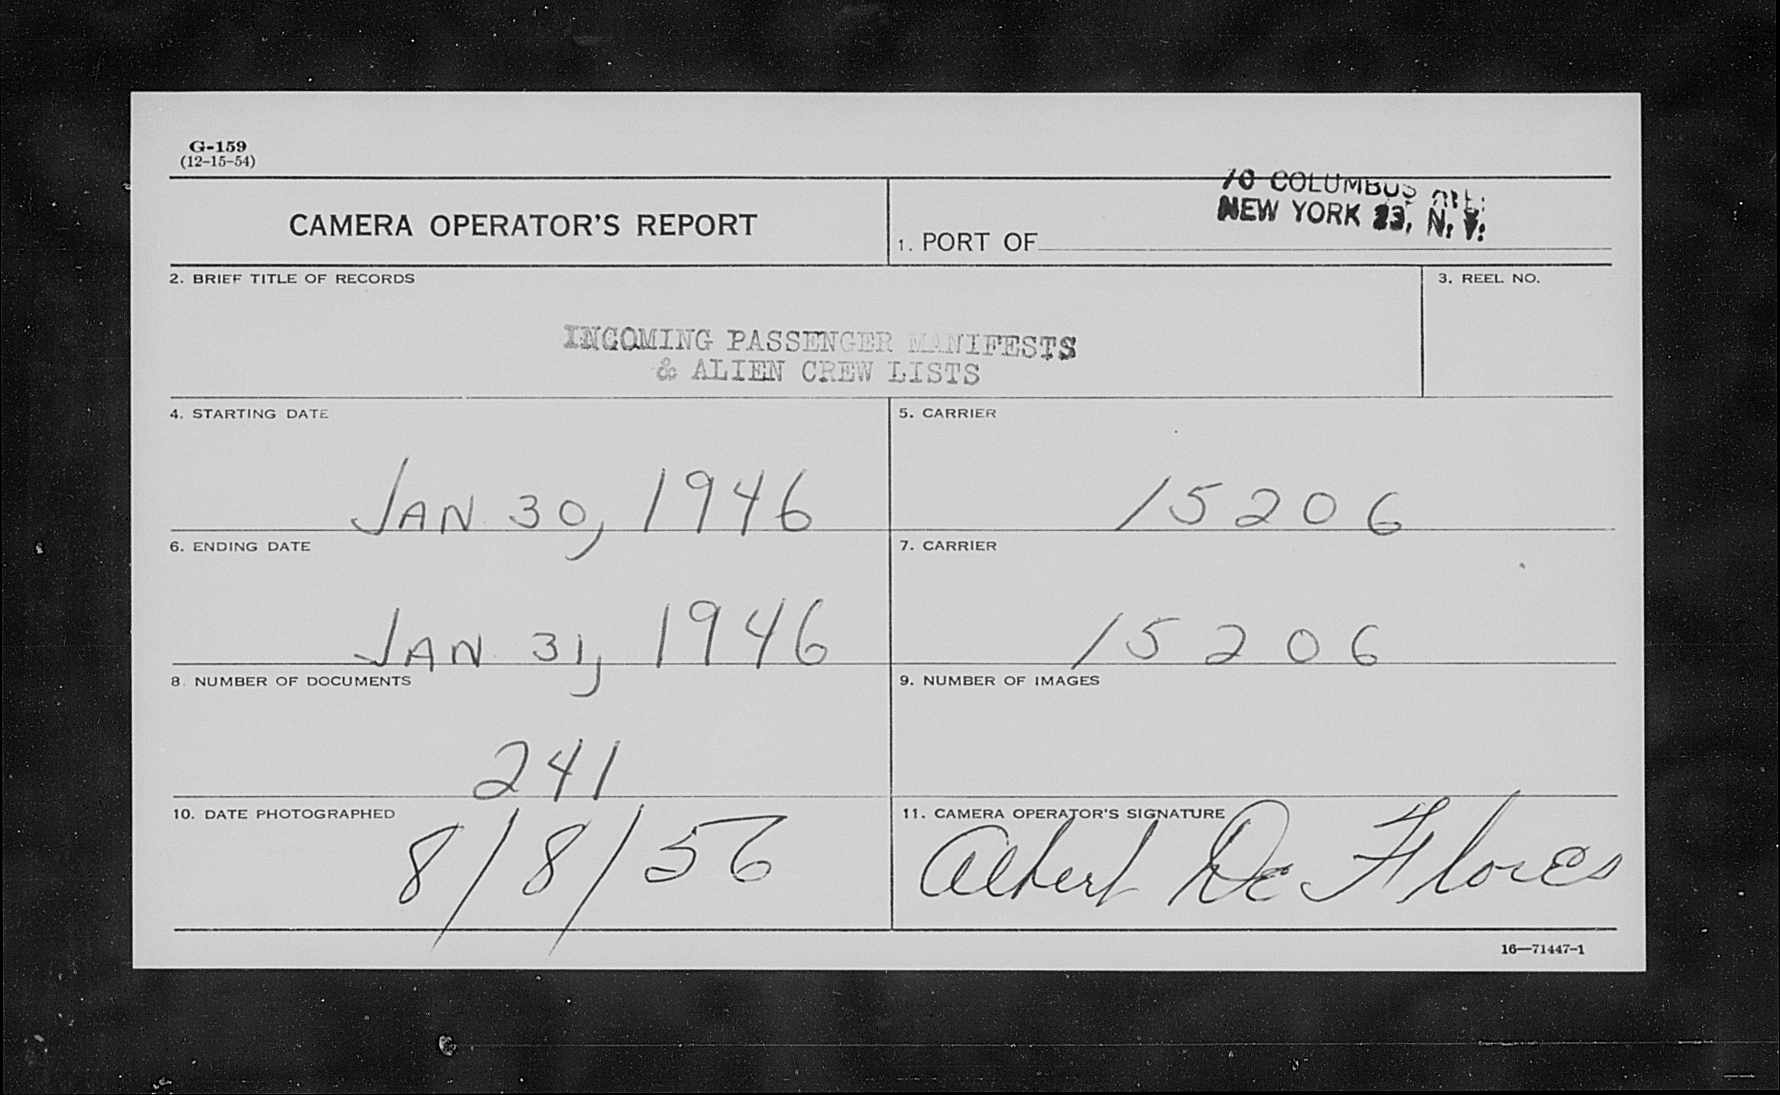 G-159
(12-15-54)
CAMERA OPERATOR'S REPORT
70 COLUMBUS AVE.
NEW YORK 23, N. Y.
1. PORT OF
2. BRIEF TITLE OF RECORDS
3. REEL NO.
INCOMING PASSENGER MANIFESTS
& ALIEN CREW LISTS
4. STARTING DATE
JAN 30, 1946
5. CARRIER
15206
6. ENDING DATE
JAN 31, 1946
7. CARRIER
15206
8. NUMBER OF DOCUMENTS
241
9. NUMBER OF IMAGES
10. DATE PHOTOGRAPHED
8/8/56
11. CAMERA OPERATOR'S SIGNATURE
Albert De Flores
16—71447-1